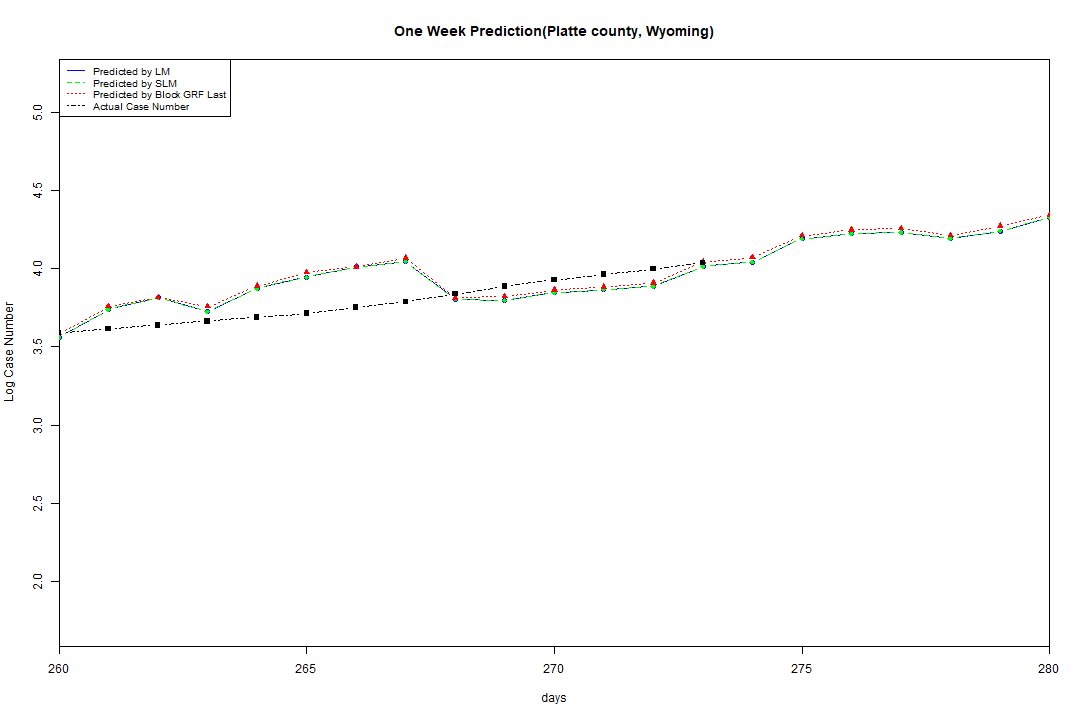 One Week Prediction(Platte county, Wyoming)
Predicted by LM
Predicted by SLM
Predicted by Block GRF Last
Actual Case Number
5.0
4.5
4.0
3.5
3.0
2.5
2.0
Log Case Number
260
265
270
275
280
days